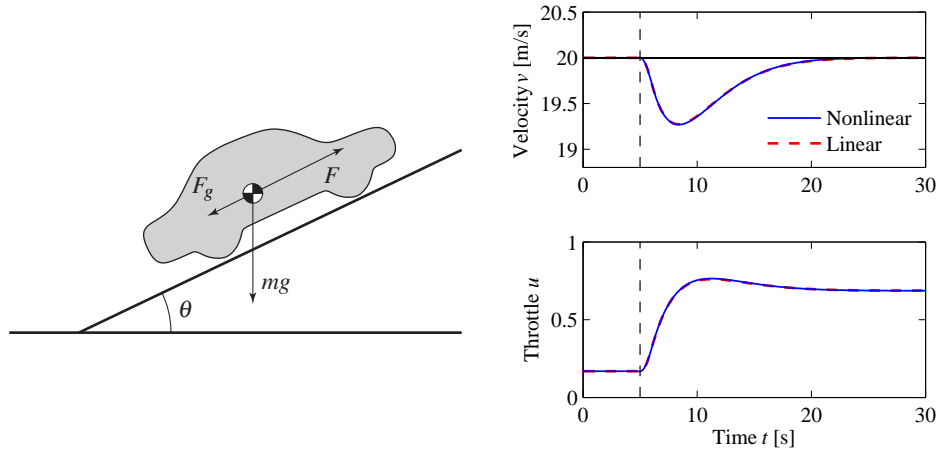 F_g
F
mg
θ
20.5
20
19.5
19
0 10 20 30
Velocity v [m/s]
Nonlinear
Linear
1
0.5
0
0 10 20 30
Throttle u
Time t [s]